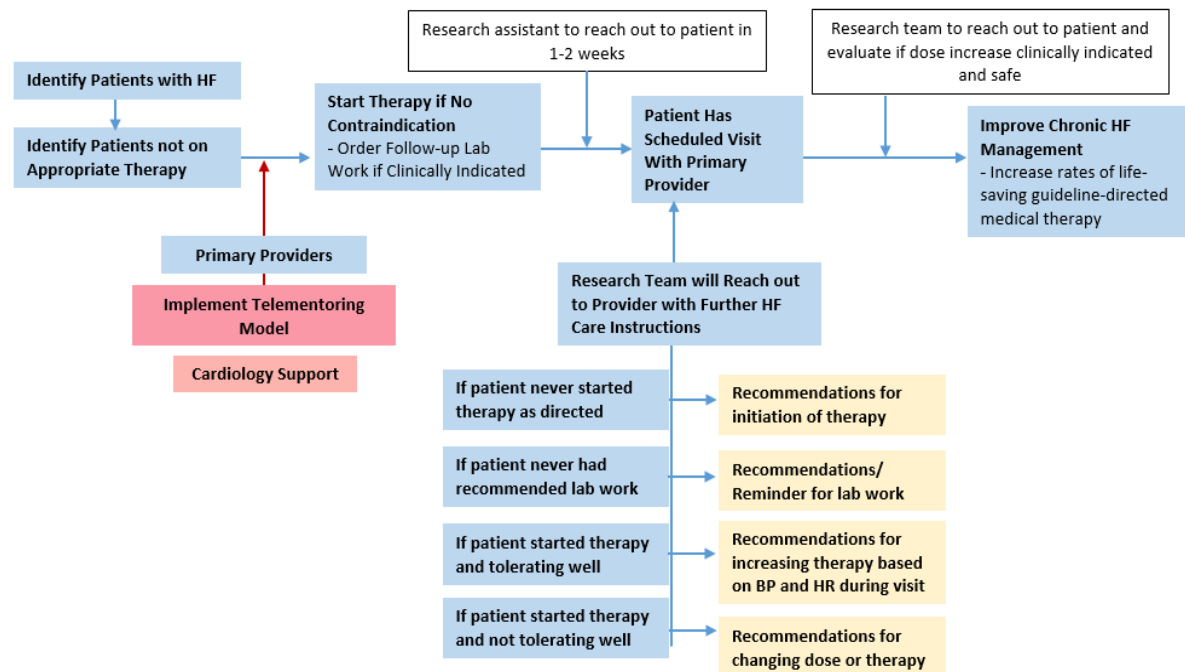 Research assistant to reach out to patient in
1-2 weeks
Research team to reach out to patient and
evaluate if dose increase clinically indicated
and safe
Identify Patients with HF
Identify Patients not on
Appropriate Therapy
Start Therapy if No
Contraindication
- Order Follow-up Lab
Work if Clinically Indicated
Patient Has
Scheduled Visit
With Primary
Provider
Improve Chronic HF
Management
- Increase rates of life-
saving guideline-directed
medical therapy
Primary Providers
Implement Telementoring
Model
Cardiology Support
Research Team will Reach out
to Provider with Further HF
Care Instructions
If patient never started
therapy as directed
Recommendations for
initiation of therapy
If patient never had
recommended lab work
Recommendations/
Reminder for lab work
If patient started therapy
and tolerating well
Recommendations for
increasing therapy based
on BP and HR during visit
If patient started therapy
and not tolerating well
Recommendations for
changing dose or therapy